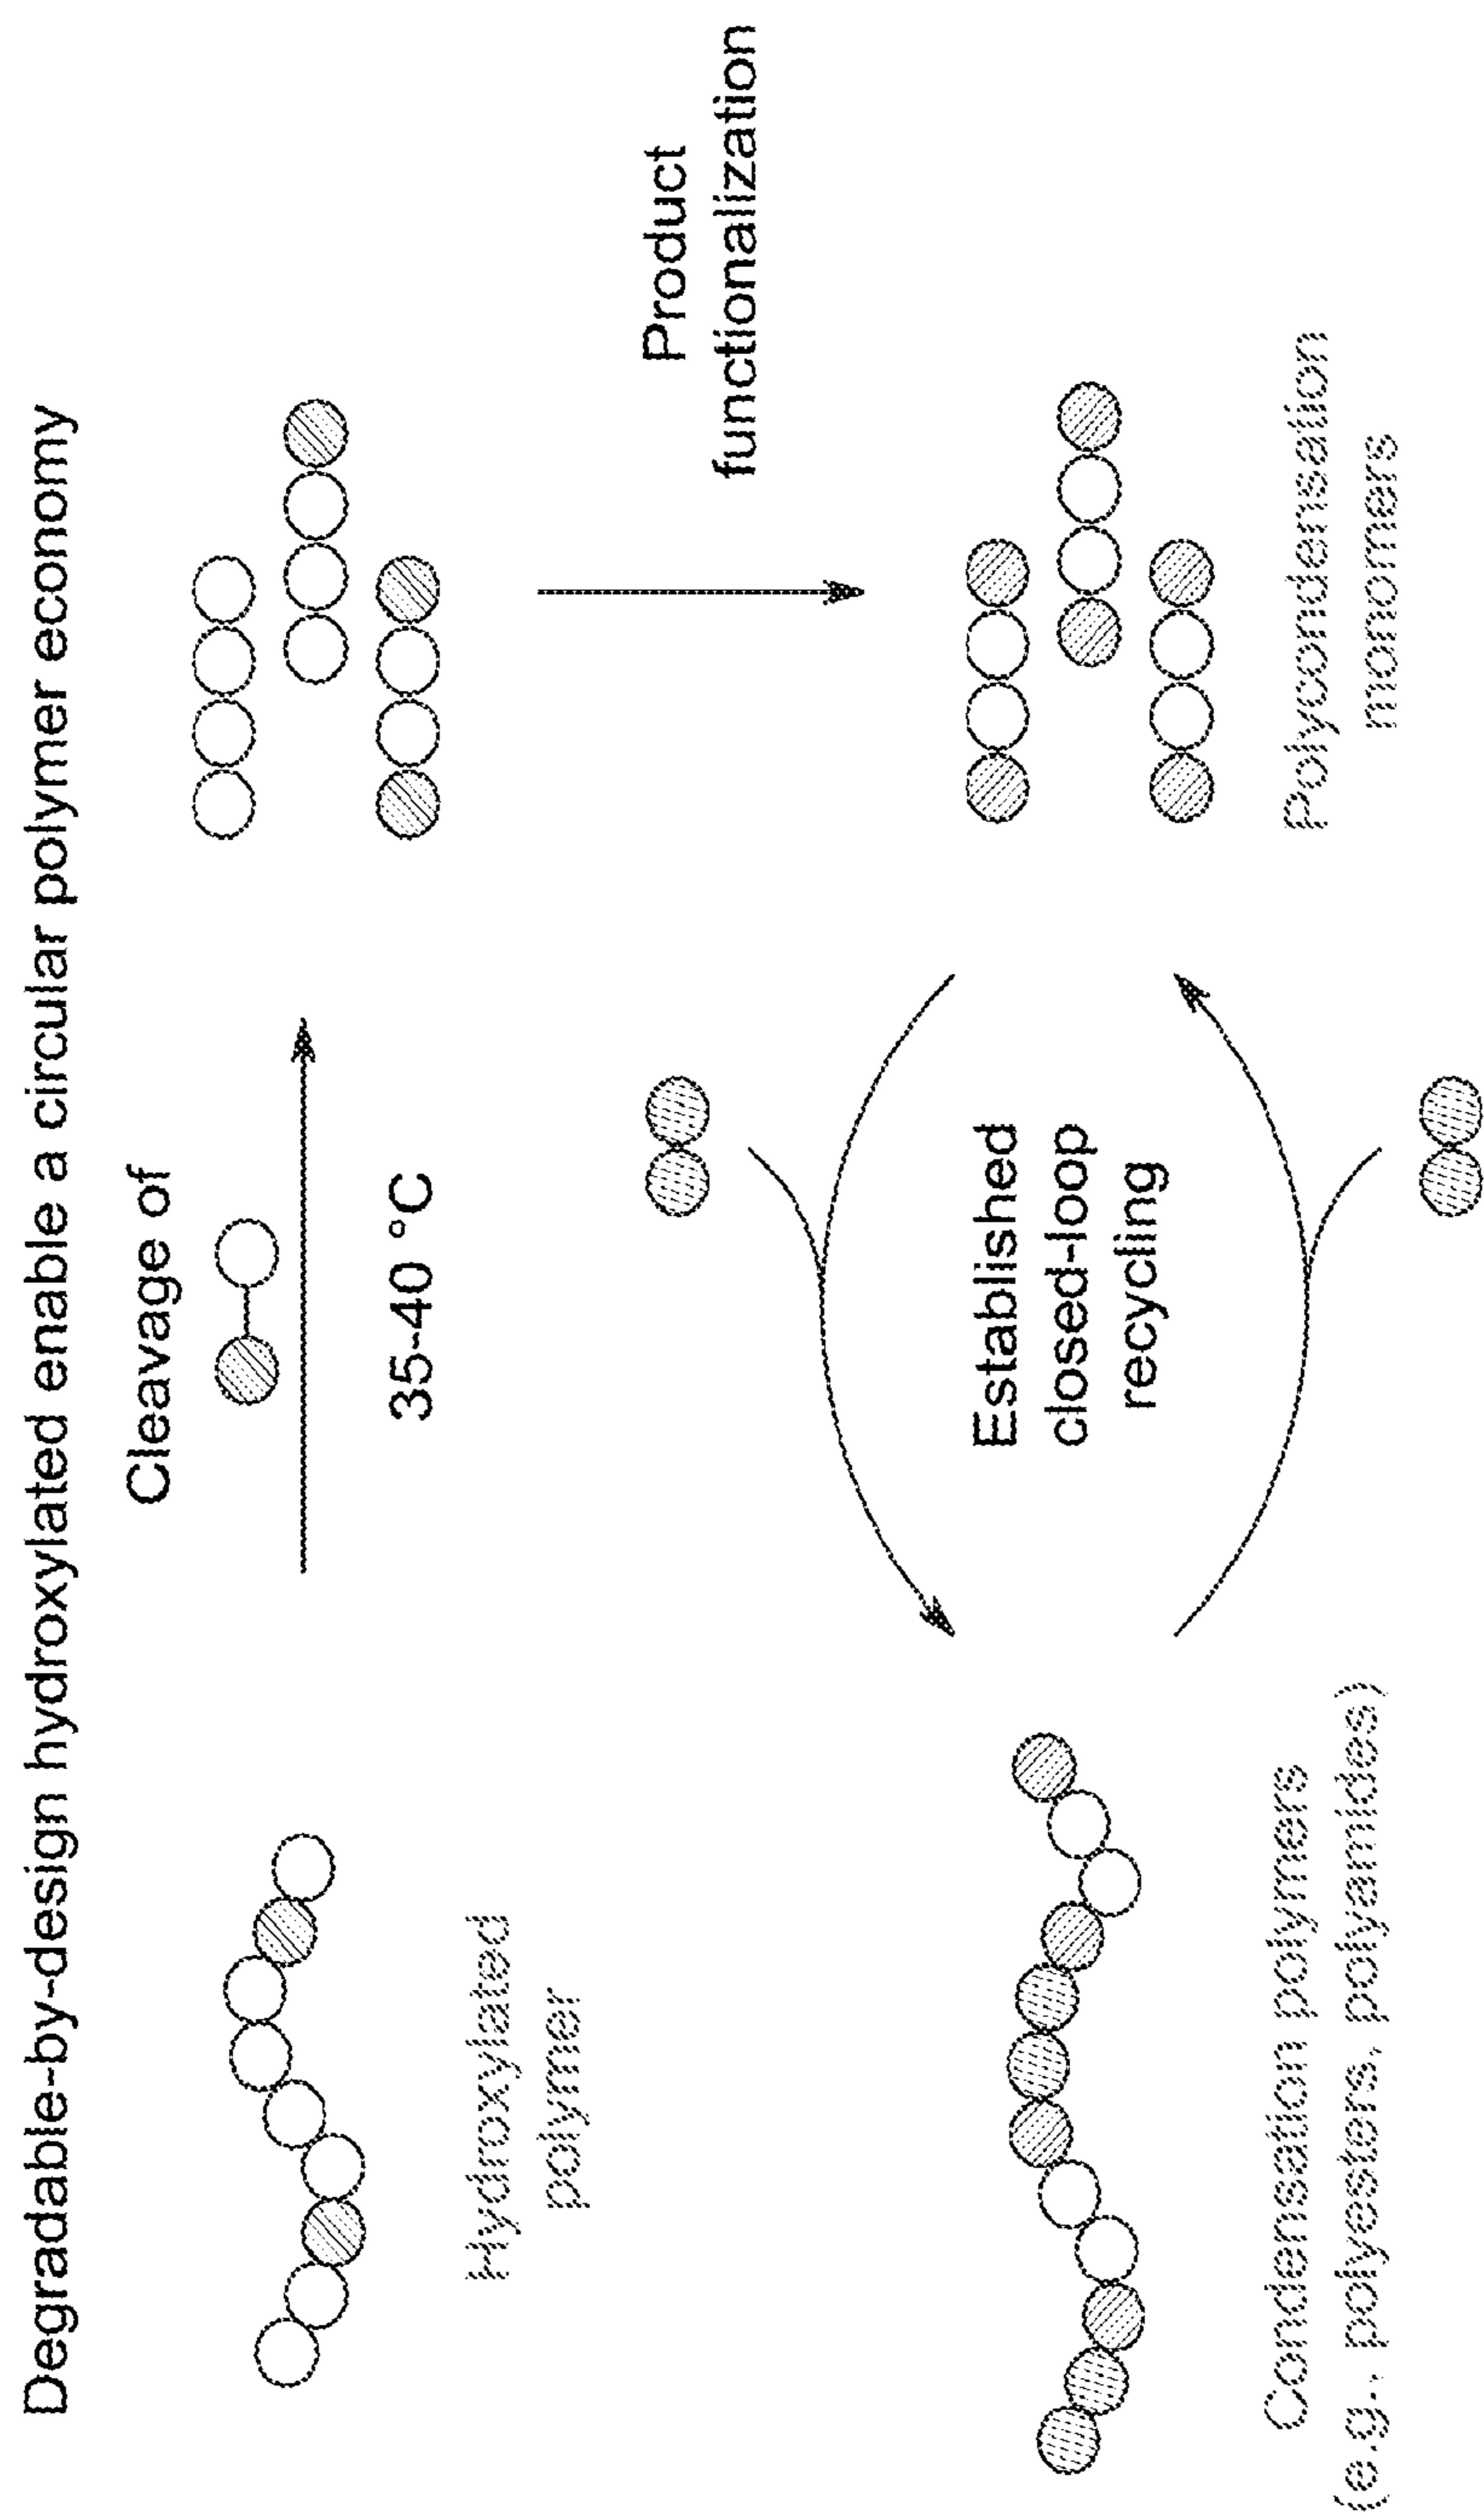 Degradable-by-design hydroxylated enable a circular polymer economy
Cleavage of
35-40 °C
Hydroxylated
polymer
Product
functionalization
Established
closed-loop
recycling
Condensation polymers
(e.g., polyesters, polyamides)
Polycondensation
monomers